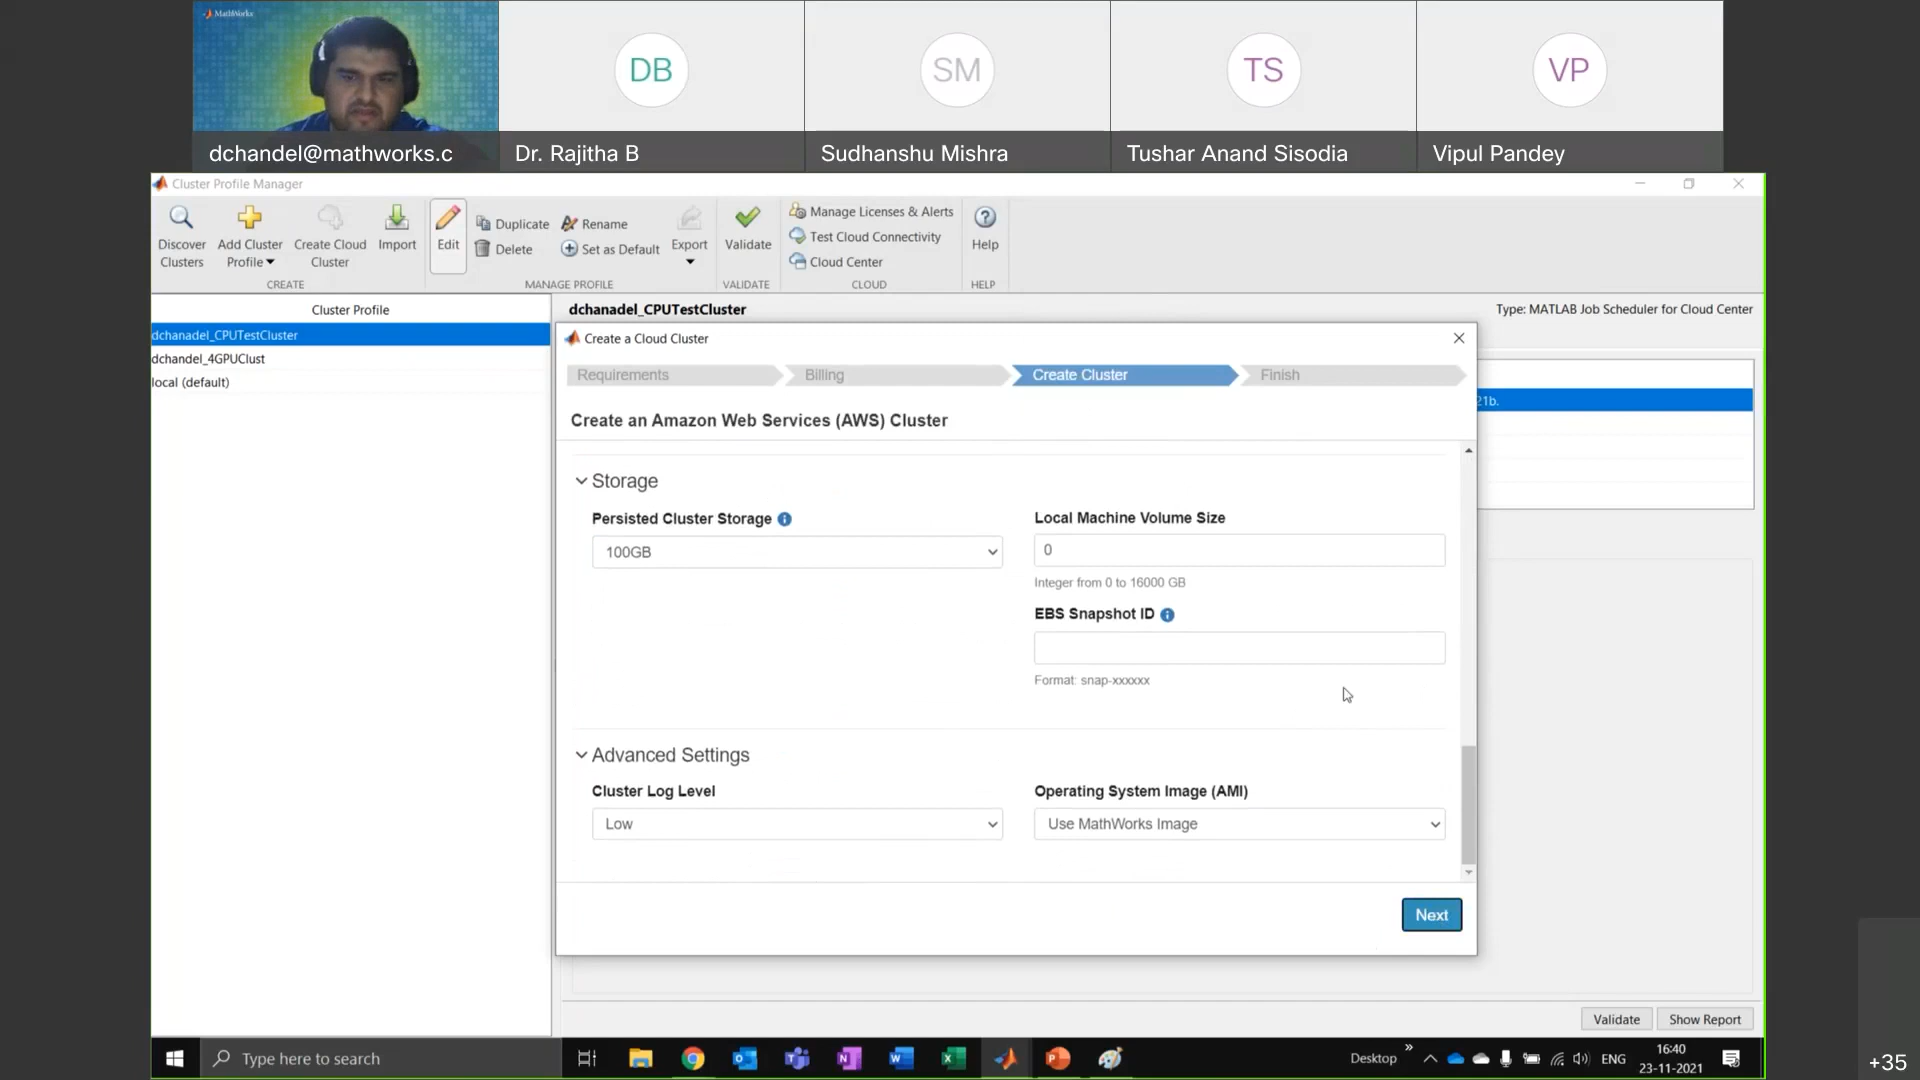 MathWorks
DB
SM
TS
VP
dchandel@mathworks.c
Dr. Rajitha B
Sudhanshu Mishra
Tushar Anand Sisodia
Vipul Pandey
Cluster Profile Manager
Discover Clusters
Add Cluster Profile
Create Cloud Cluster
Import
CREATE
Edit
Duplicate
Delete
Rename
Set as Default
Export
MANAGE PROFILE
Validate
VALIDATE
Manage Licenses & Alerts
Test Cloud Connectivity
Cloud Center
CLOUD
Help
HELP
Cluster Profile
dchanadel_CPUTestCluster
dchandel_4GPUClust
local (default)
dchanadel_CPUTestCluster
Type: MATLAB Job Scheduler for Cloud Center
21b.
Create a Cloud Cluster
Requirements
Billing
Create Cluster
Finish
Create an Amazon Web Services (AWS) Cluster
Storage
Persisted Cluster Storage
100GB
Local Machine Volume Size
0
Integer from 0 to 16000 GB
EBS Snapshot ID
Format: snap-xxxxxx
Advanced Settings
Cluster Log Level
Low
Operating System Image (AMI)
Use MathWorks Image
Next
Validate
Show Report
Type here to search
Desktop
ENG
16:40
23-11-2021
+35